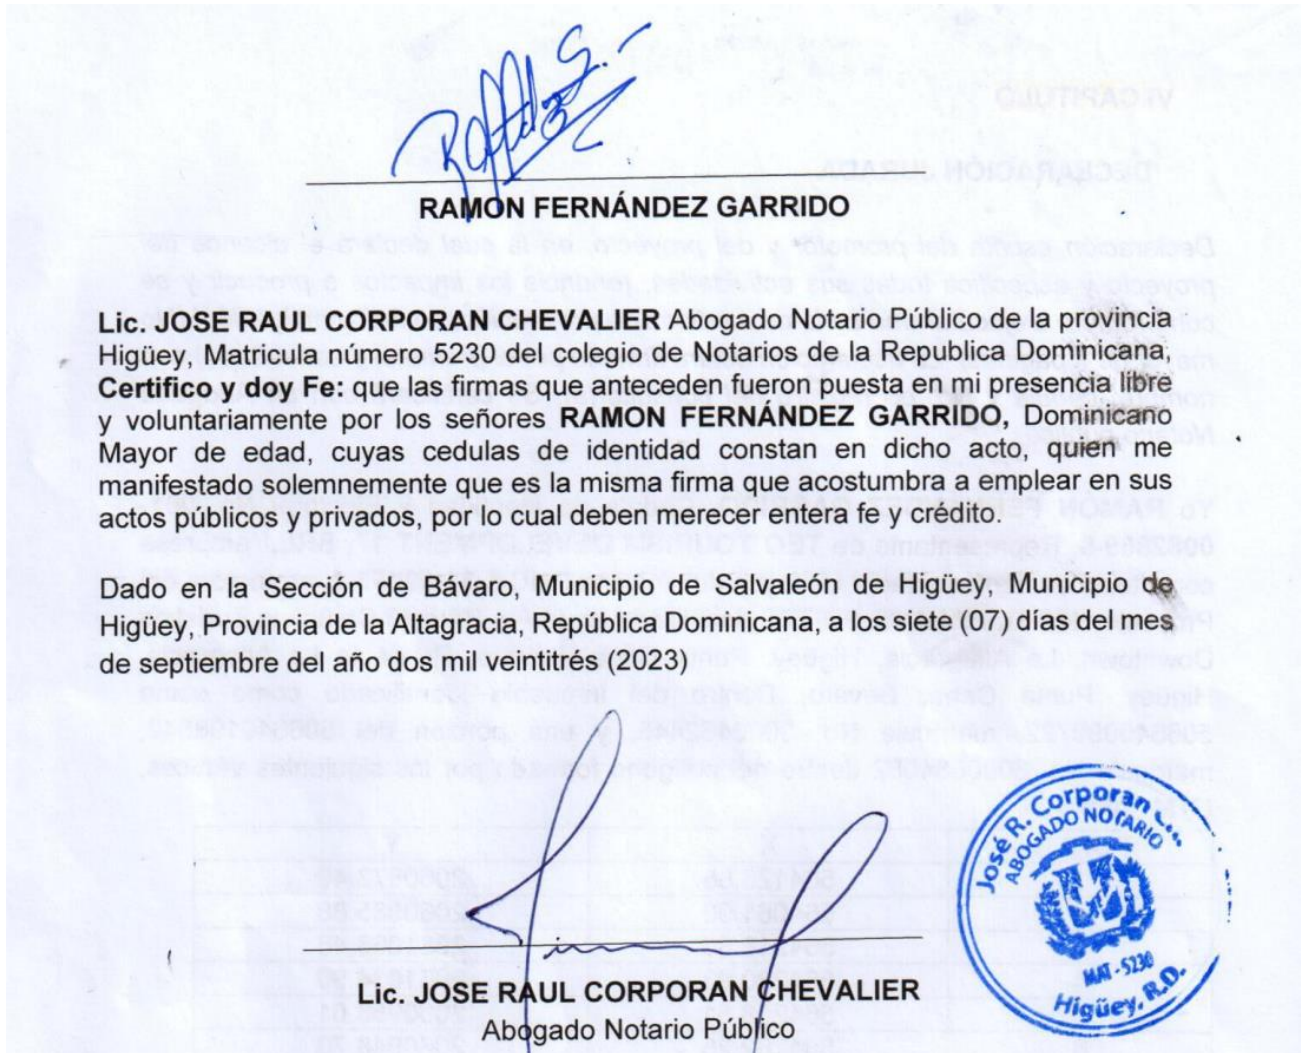 RAMON FERNÁNDEZ GARRIDO
Lic. JOSE RAUL CORPORAN CHEVALIER Abogado Notario Público de la provincia
Higüey, Matricula número 5230 del colegio de Notarios de la Republica Dominicana,
Certifico y doy Fe: que las firmas que anteceden fueron puesta en mi presencia libre
y voluntariamente por los señores RAMON FERNÁNDEZ GARRIDO, Dominicano
Mayor de edad, cuyas cedulas de identidad constan en dicho acto, quien me
manifestado solemnemente que es la misma firma que acostumbra a emplear en sus
actos públicos y privados, por lo cual deben merecer entera fe y crédito.
Dado en la Sección de Bávaro, Municipio de Salvaleón de Higüey, Municipio de
Higüey, Provincia de la Altagracia, República Dominicana, a los siete (07) días del mes
de septiembre del año dos mil veintitrés (2023)
José R. Corporan C...
ABOGADO NOTARIO
MAT - 5230
Higüey, R.D.
Lic. JOSE RAUL CORPORAN CHEVALIER
Abogado Notario Público